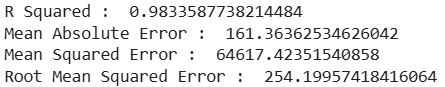 R Squared :  0.9833587738214484
Mean Absolute Error :  161.36362534626042
Mean Squared Error :  64617.42351540858
Root Mean Squared Error :  254.19957418416064